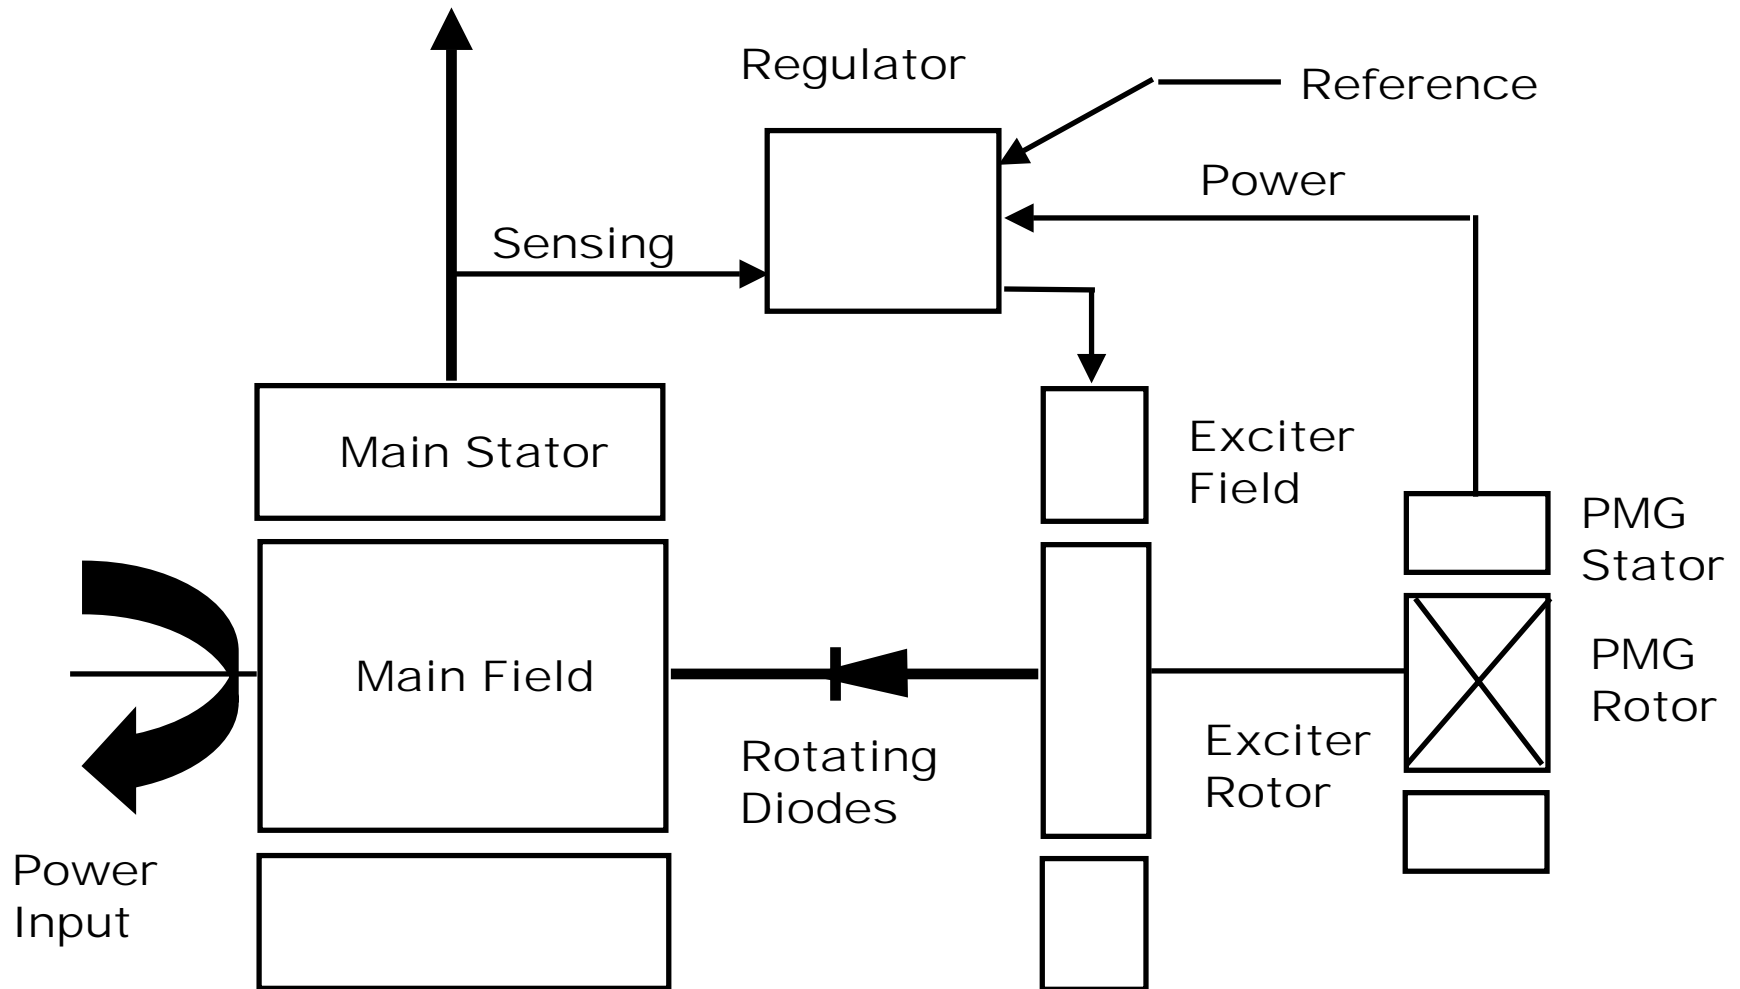 Regulator
Reference
Power
Sensing
Main Stator
Exciter
Field
PMG
Stator
Main Field
PMG
Rotor
Rotating
Diodes
Exciter
Rotor
Power
Input